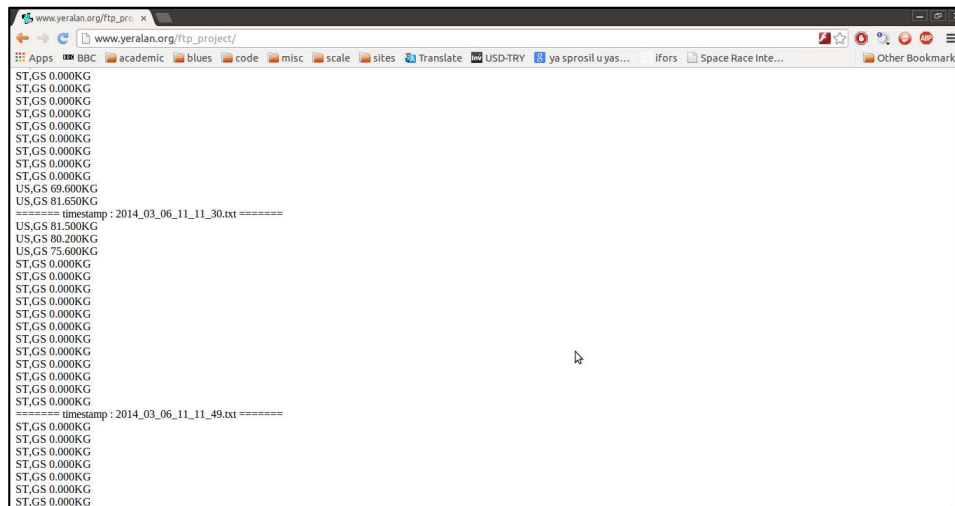 www.yeralan.org/ftp_pro
www.yeralan.org/ftp_project/
Apps BBC academic blues code misc scale sites Translate USD-TRY ya sprosil u yas... ifors Space Race Inte... Other Bookmark
ST,GS 0.000KG
ST,GS 0.000KG
ST,GS 0.000KG
ST,GS 0.000KG
ST,GS 0.000KG
ST,GS 0.000KG
ST,GS 0.000KG
ST,GS 0.000KG
ST,GS 0.000KG
US,GS 69.600KG
US,GS 81.650KG
======= timestamp : 2014_03_06_11_11_30.txt =======
US,GS 81.500KG
US,GS 80.200KG
US,GS 75.600KG
ST,GS 0.000KG
ST,GS 0.000KG
ST,GS 0.000KG
ST,GS 0.000KG
ST,GS 0.000KG
ST,GS 0.000KG
ST,GS 0.000KG
ST,GS 0.000KG
ST,GS 0.000KG
ST,GS 0.000KG
ST,GS 0.000KG
ST,GS 0.000KG
======= timestamp : 2014_03_06_11_11_49.txt =======
ST,GS 0.000KG
ST,GS 0.000KG
ST,GS 0.000KG
ST,GS 0.000KG
ST,GS 0.000KG
ST,GS 0.000KG
ST,GS 0.000KG